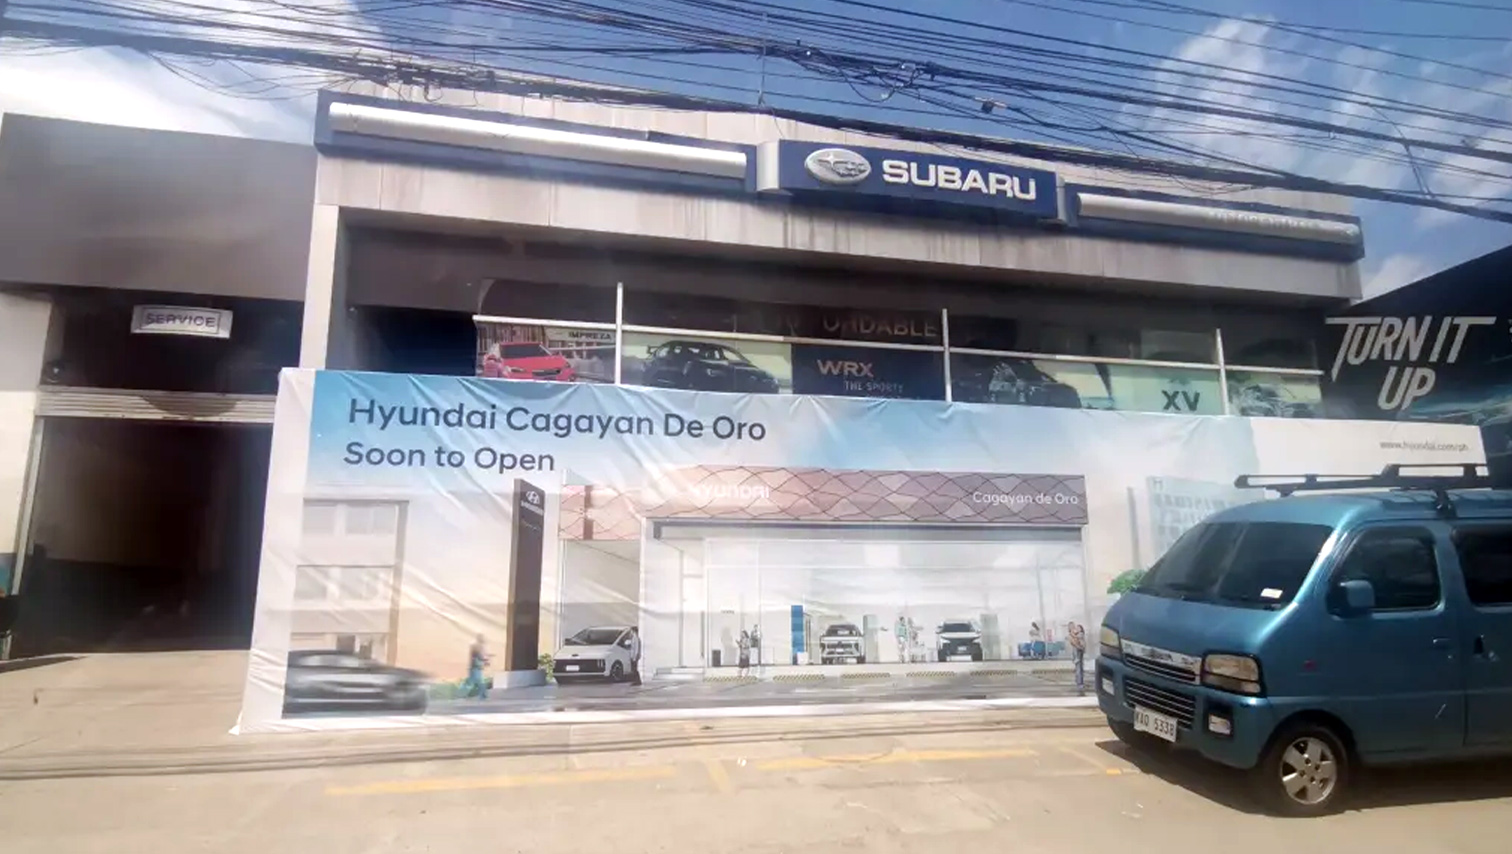 SUBARU
SERVICE
IMPREZA
WRX
THE SPORTS
XV
TURN IT
UP
Hyundai Cagayan De Oro
Soon to Open
www.hyundai.com/ph
HYUNDAI
Cagayan de Oro